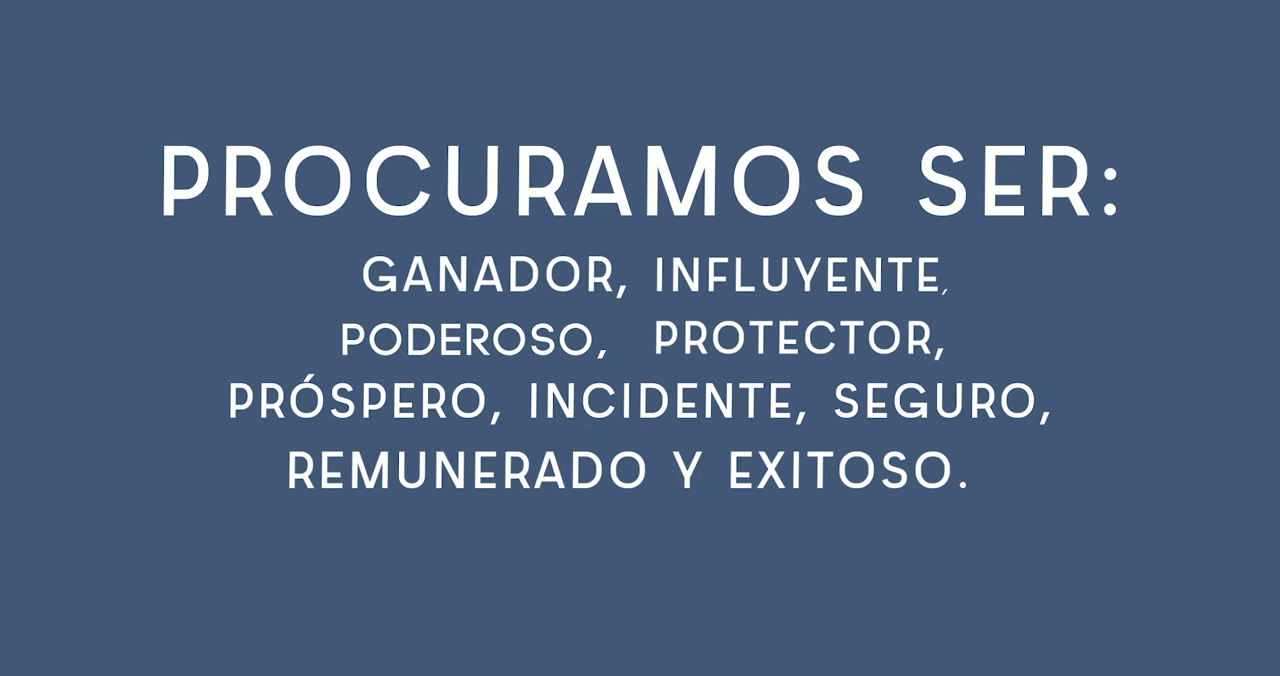 PROCURAMOS SER:
GANADOR, INFLUYENTE,
PODEROSO, PROTECTOR,
PRÓSPERO, INCIDENTE, SEGURO,
REMUNERADO Y EXITOSO.